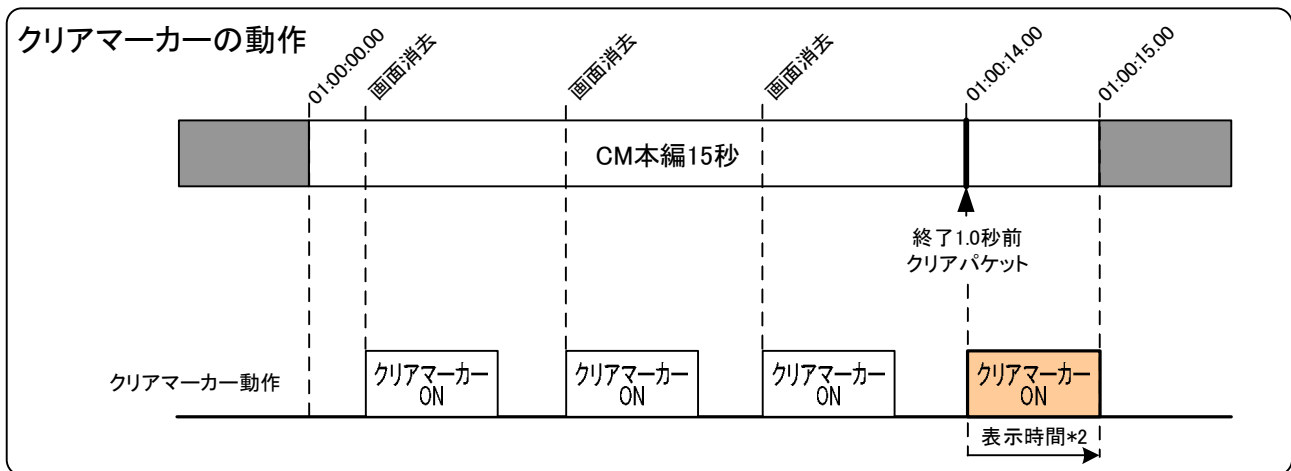 クリアマーカーの動作
01:00:00.00
画面消去
画面消去
画面消去
01:00:14.00
01:00:15.00
CM本編15秒
終了1.0秒前
クリアパケット
クリアマーカー動作
クリアマーカー
ON
クリアマーカー
ON
クリアマーカー
ON
クリアマーカー
ON
表示時間*2